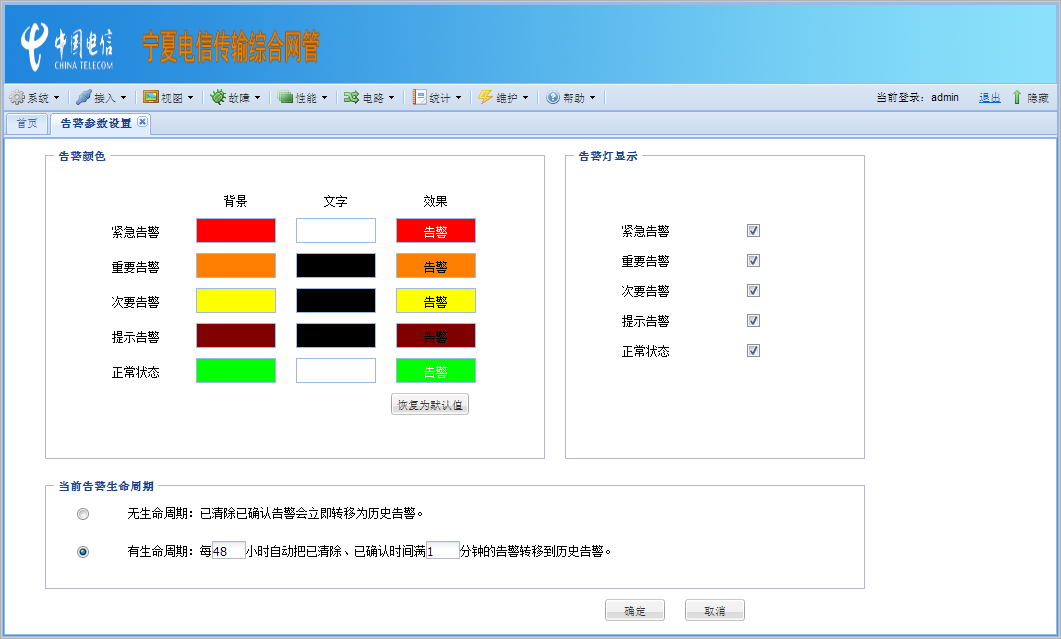 中国电信
CHINA TELECOM
宁夏电信传输综合网管
系统 接入 视图 故障 性能 电路 统计 维护 帮助 当前登录: admin 退出 隐藏
首页 告警参数设置
告警颜色
背景 文字 效果
紧急告警 告警
重要告警 告警
次要告警 告警
提示告警 告警
正常状态 告警
恢复为默认值
告警灯显示
紧急告警
重要告警
次要告警
提示告警
正常状态
当前告警生命周期
无生命周期：已清除已确认告警会立即转移为历史告警。
有生命周期：每48小时自动把已清除、已确认时间满1分钟的告警转移到历史告警。
确定 取消